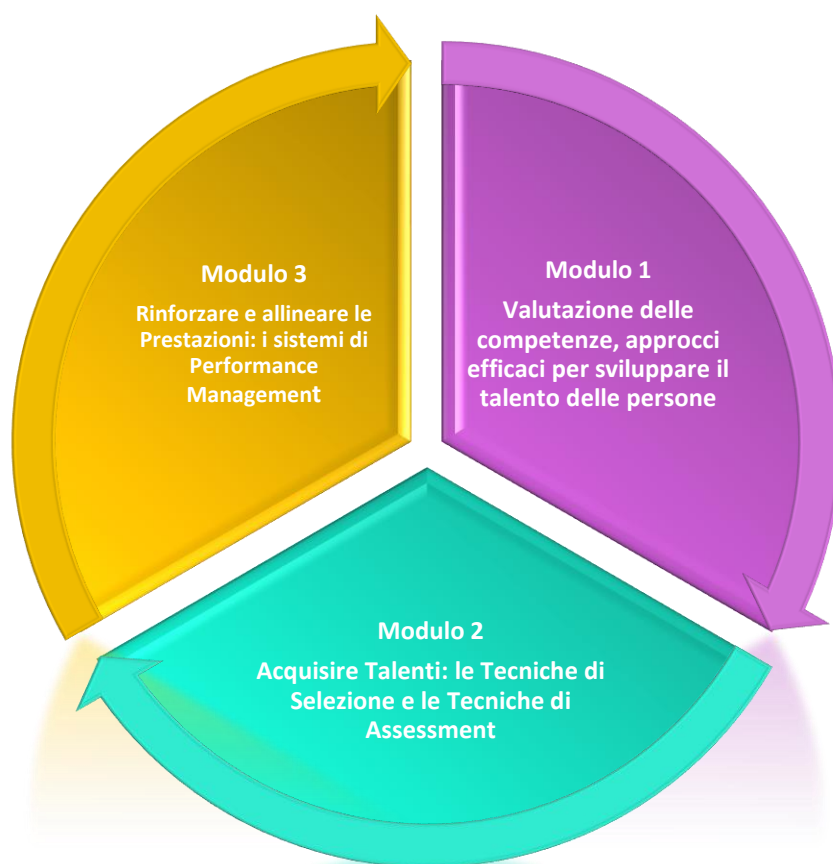 Modulo 1
Valutazione delle
competenze, approcci
efficaci per sviluppare il
talento delle persone
Modulo 2
Acquisire Talenti: le Tecniche di
Selezione e le Tecniche di
Assessment
Modulo 3
Rinforzare e allineare le
Prestazioni: i sistemi di
Performance
Management